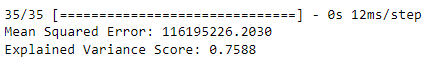 35/35 [==============================] - 0s 12ms/step
Mean Squared Error: 116195226.2030
Explained Variance Score: 0.7588